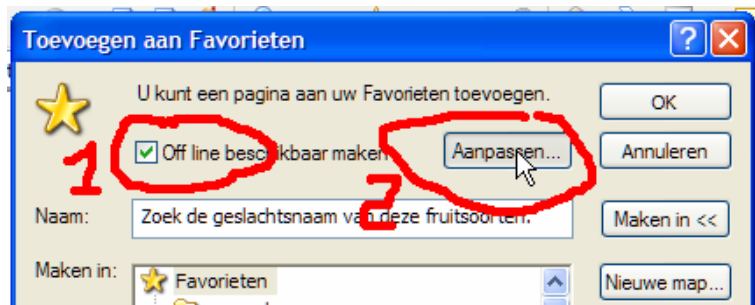 Toevoegen aan Favorieten
U kunt een pagina aan uw Favorieten toevoegen.
OK
1
Off line beschikbaar maken
2
Aanpassen...
Annuleren
Naam:
Zoek de geslachtsnaam van deze fruitsoorten.
Maken in <<
Maken in:
Favorieten
Nieuwe map...